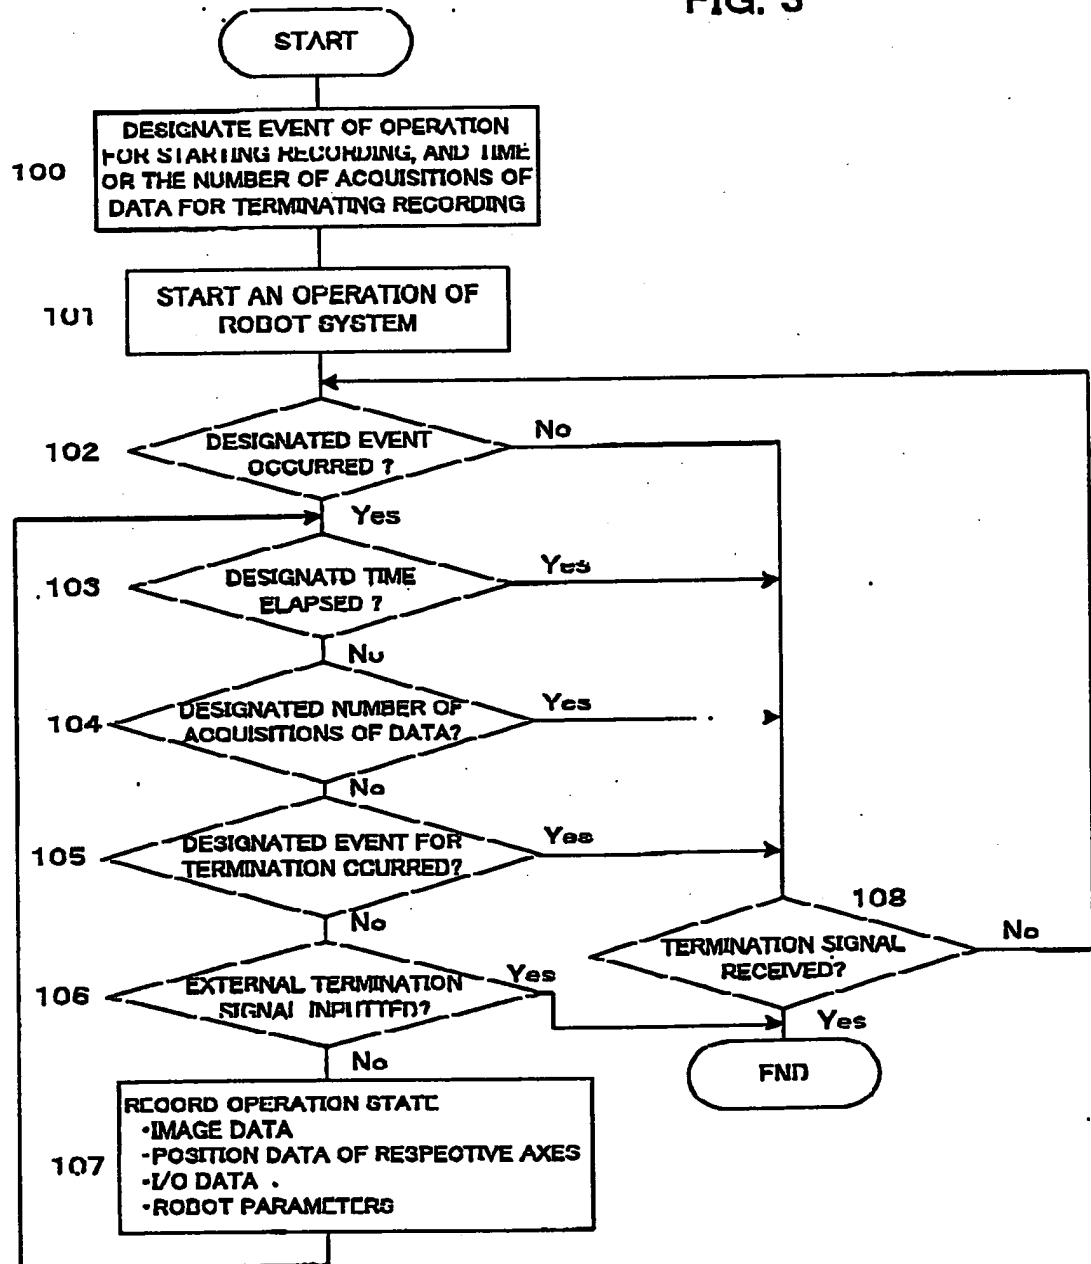 FIG. 3
START
100
DESIGNATE EVENT OF OPERATION
FOR STARTING RECORDING, AND TIME
OR THE NUMBER OF ACQUISITIONS OF
DATA FOR TERMINATING RECORDING
101
START AN OPERATION OF
ROBOT SYSTEM
102
DESIGNATED EVENT
OCCURRED ?
No
Yes
103
DESIGNATD TIME
ELAPSED ?
Yes
No
104
DESIGNATED NUMBER OF
ACQUISITIONS OF DATA?
Yes
No
105
DESIGNATED EVENT FOR
TERMINATION CCURRED?
Yes
No
106
EXTERNAL TERMINATION
SIGNAL INPUTTED?
Yes
No
108
TERMINATION SIGNAL
RECEIVED?
No
Yes
END
107
RECORD OPERATION STATE
·IMAGE DATA
·POSITION DATA OF RESPECTIVE AXES
·I/O DATA
·ROBOT PARAMETERS